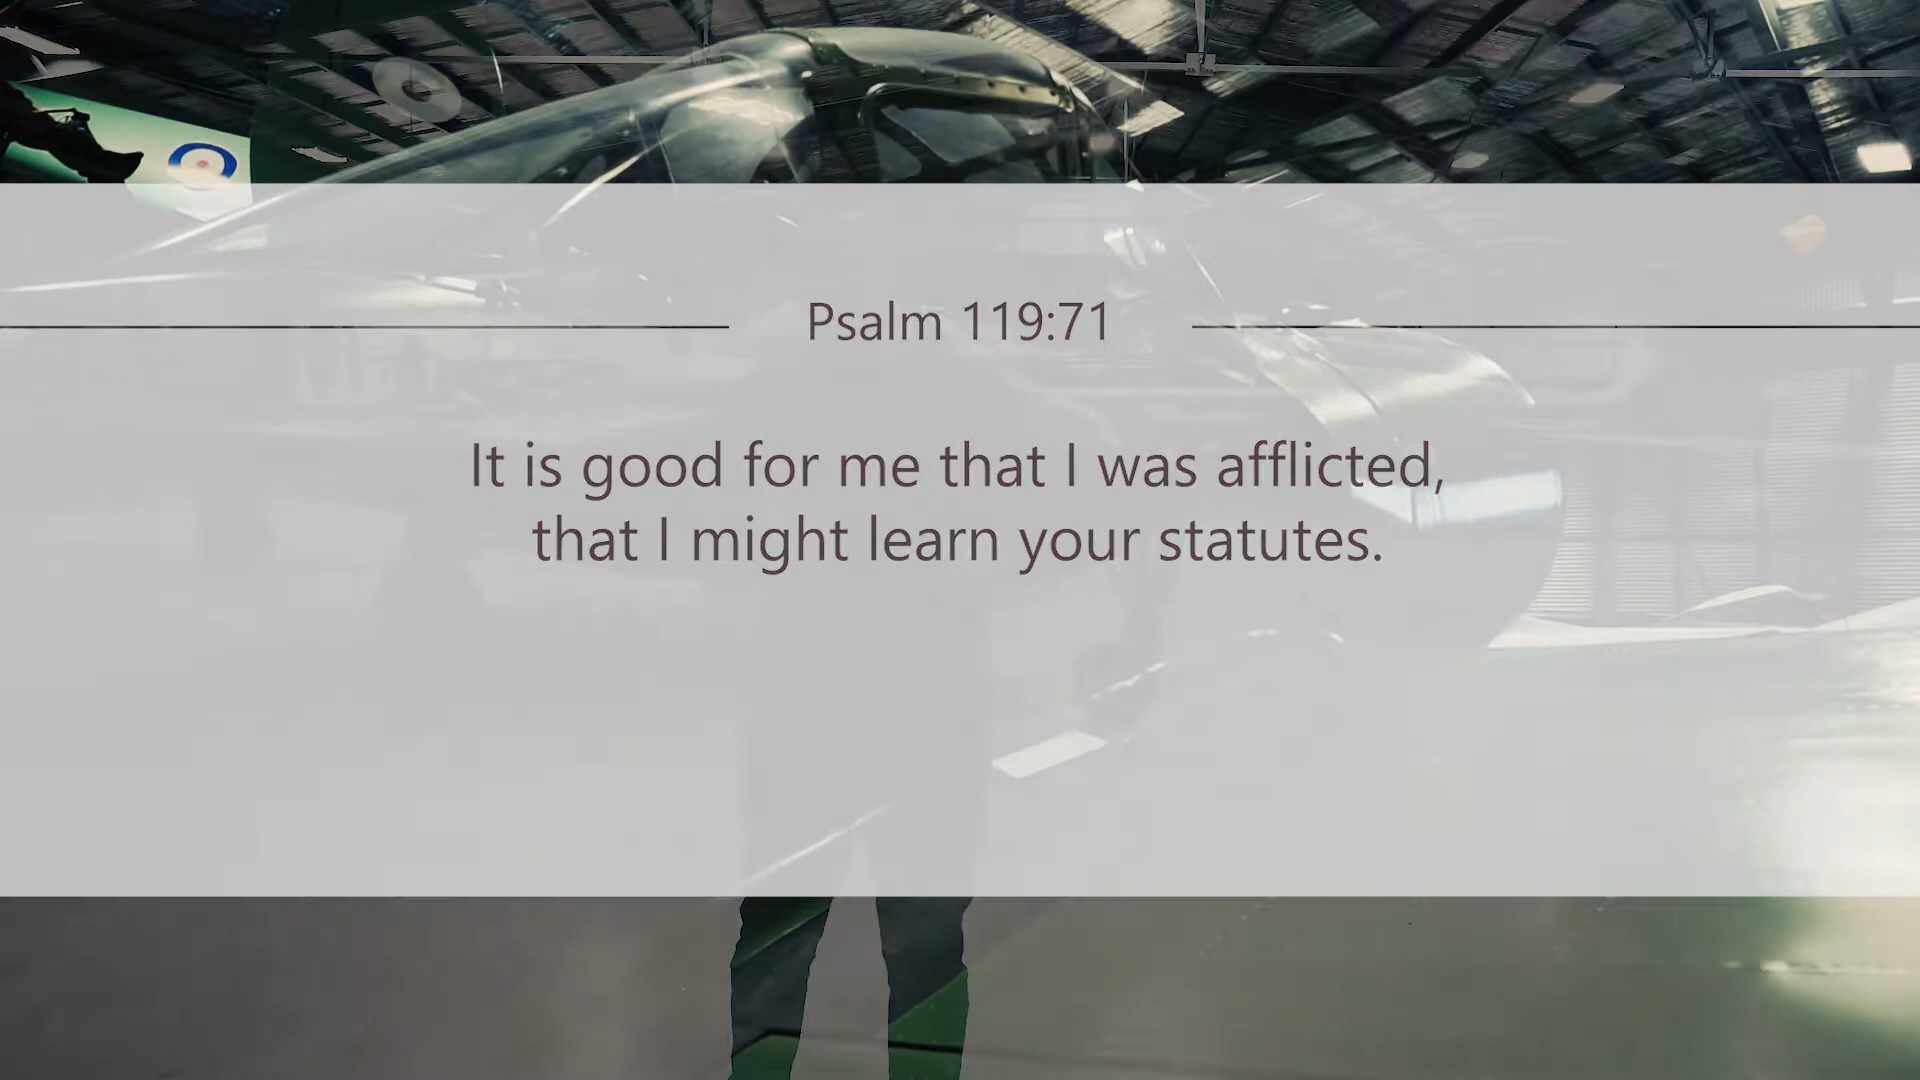 Psalm 119:71
It is good for me that I was afflicted,
that I might learn your statutes.